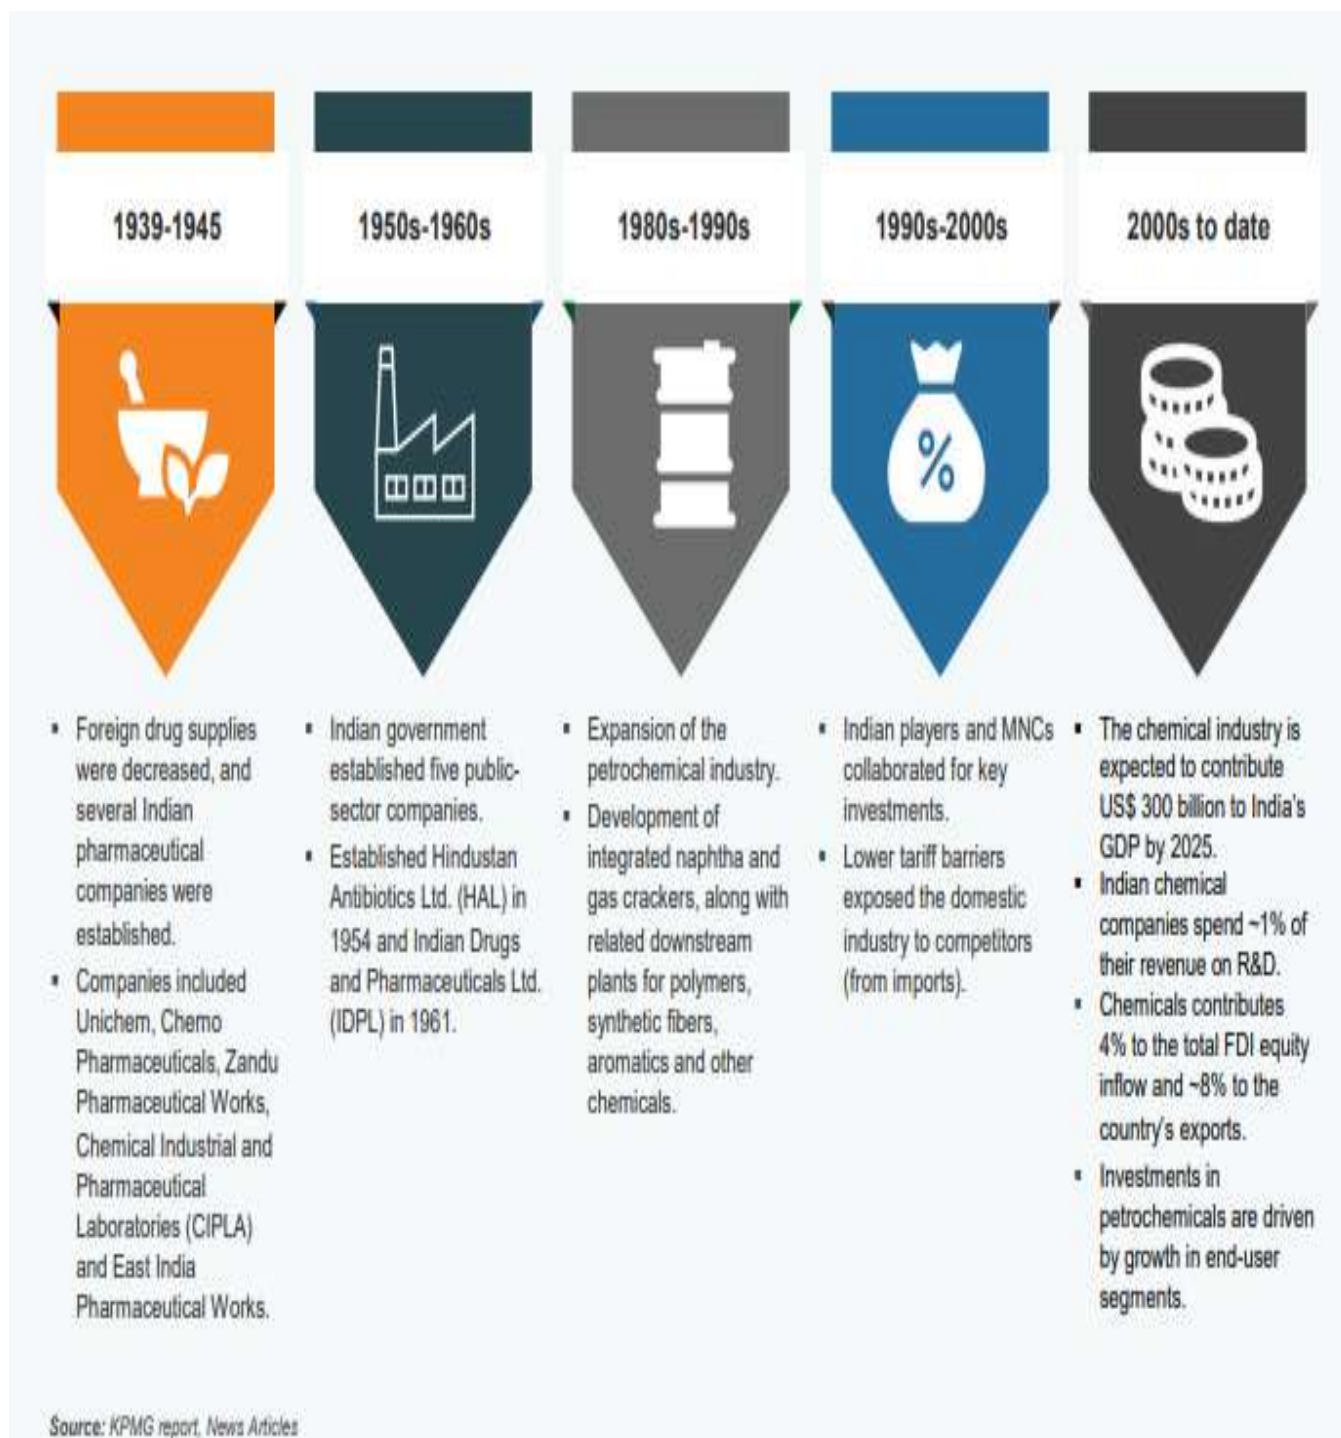 1939-1945
1950s-1960s
1980s-1990s
1990s-2000s
2000s to date
%
▪ Foreign drug supplies
were decreased, and
several Indian
pharmaceutical
companies were
established.
▪ Companies included
Unichem, Chemo
Pharmaceuticals, Zandu
Pharmaceutical Works,
Chemical Industrial and
Pharmaceutical
Laboratories (CIPLA)
and East India
Pharmaceutical Works.
▪ Indian government
established five public-
sector companies.
▪ Established Hindustan
Antibiotics Ltd. (HAL) in
1954 and Indian Drugs
and Pharmaceuticals Ltd.
(IDPL) in 1961.
▪ Expansion of the
petrochemical industry.
▪ Development of
integrated naphtha and
gas crackers, along with
related downstream
plants for polymers,
synthetic fibers,
aromatics and other
chemicals.
▪ Indian players and MNCs
collaborated for key
investments.
▪ Lower tariff barriers
exposed the domestic
industry to competitors
(from imports).
▪ The chemical industry is
expected to contribute
US$ 300 billion to India's
GDP by 2025.
▪ Indian chemical
companies spend ~1% of
their revenue on R&D.
▪ Chemicals contributes
4% to the total FDI equity
inflow and ~8% to the
country's exports.
▪ Investments in
petrochemicals are driven
by growth in end-user
segments.
Source: KPMG report, News Articles